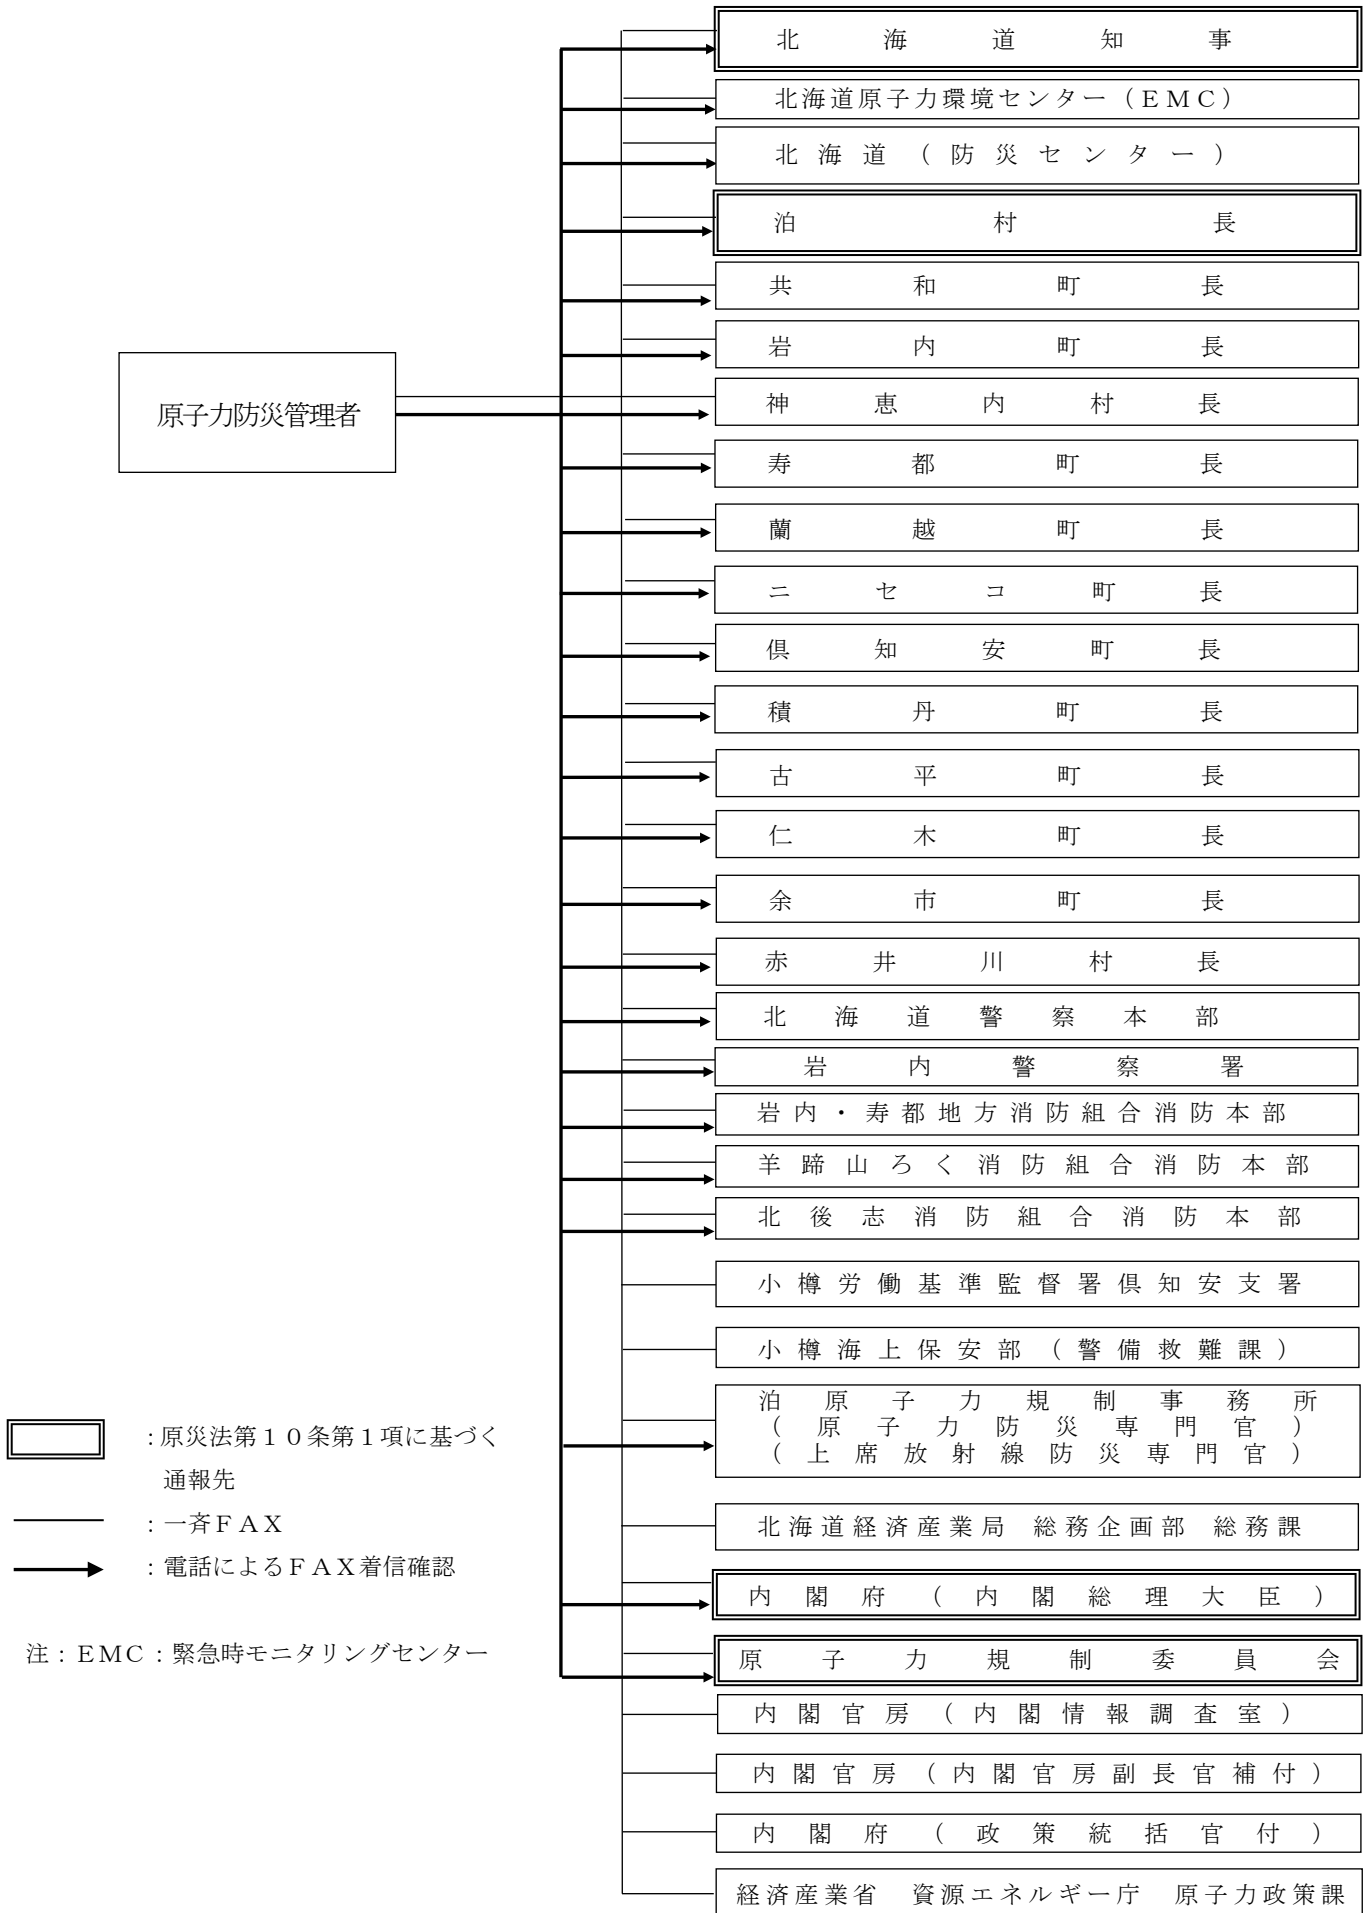 北海道知事
北海道原子力環境センター（ＥＭＣ）
北海道（防災センター）
泊村長
共和町長
岩内町長
原子力防災管理者
神恵内村長
寿都町長
蘭越町長
ニセコ町長
倶知安町長
積丹町長
古平町長
仁木町長
余市町長
赤井川村長
北海道警察本部
岩内警察署
岩内・寿都地方消防組合消防本部
羊蹄山ろく消防組合消防本部
北後志消防組合消防本部
小樽労働基準監督署倶知安支署
小樽海上保安部（警備救難課）
泊原子力規制事務所
（原子力防災専門官）
（上席放射線防災専門官）
北海道経済産業局　総務企画部　総務課
内閣府（内閣総理大臣）
原子力規制委員会
内閣官房（内閣情報調査室）
内閣官房（内閣官房副長官補付）
内閣府（政策統括官付）
経済産業省　資源エネルギー庁　原子力政策課
：原災法第１０条第１項に基づく
通報先
：一斉ＦＡＸ
：電話によるＦＡＸ着信確認
注：ＥＭＣ：緊急時モニタリングセンター